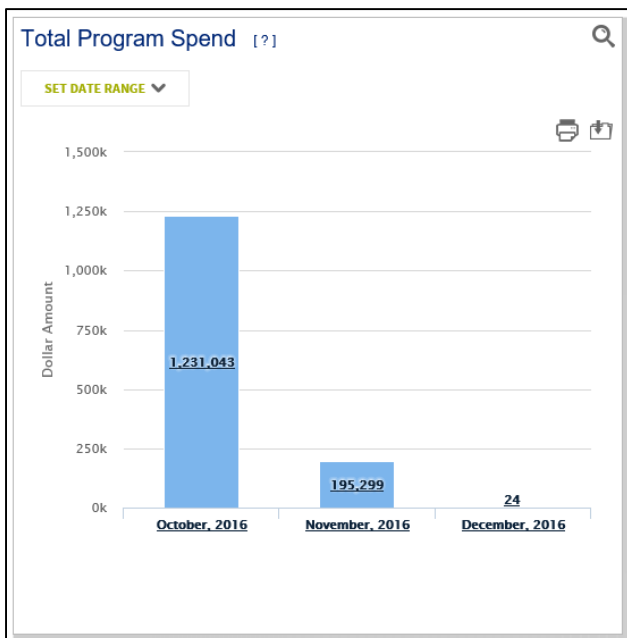 Total Program Spend [?]
SET DATE RANGE
1,500k
1,250k
1,000k
750k
500k
250k
0k
Dollar Amount
1,231,043
195,299
24
October, 2016 November, 2016 December, 2016